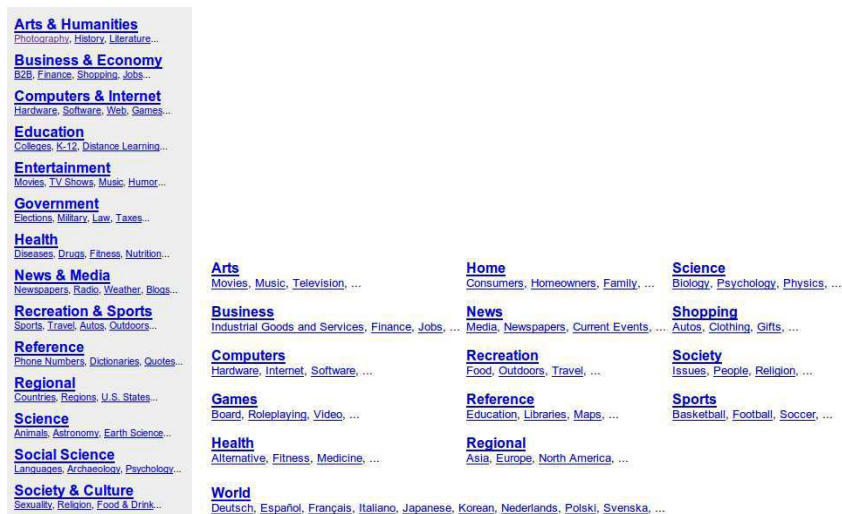 Arts & Humanities
Photography, History, Literature...
Business & Economy
B2B, Finance, Shopping, Jobs...
Computers & Internet
Hardware, Software, Web, Games...
Education
Colleges, K-12, Distance Learning...
Entertainment
Movies, TV Shows, Music, Humor...
Government
Elections, Military, Law, Taxes...
Health
Diseases, Drugs, Fitness, Nutrition...
News & Media
Newspapers, Radio, Weather, Blogs...
Recreation & Sports
Sports, Travel, Autos, Outdoors...
Reference
Phone Numbers, Dictionaries, Quotes...
Regional
Countries, Regions, U.S. States...
Science
Animals, Astronomy, Earth Science...
Social Science
Languages, Archaeology, Psychology...
Society & Culture
Sexuality, Religion, Food & Drink...
Arts
Movies, Music, Television, ...
Business
Industrial Goods and Services, Finance, Jobs, ...
Computers
Hardware, Internet, Software, ...
Games
Board, Roleplaying, Video, ...
Health
Alternative, Fitness, Medicine, ...
Home
Consumers, Homeowners, Family, ...
News
Media, Newspapers, Current Events, ...
Recreation
Food, Outdoors, Travel, ...
Reference
Education, Libraries, Maps, ...
Regional
Asia, Europe, North America, ...
Science
Biology, Psychology, Physics, ...
Shopping
Autos, Clothing, Gifts, ...
Society
Issues, People, Religion, ...
Sports
Basketball, Football, Soccer, ...
World
Deutsch, Español, Français, Italiano, Japanese, Korean, Nederlands, Polski, Svenska, ...